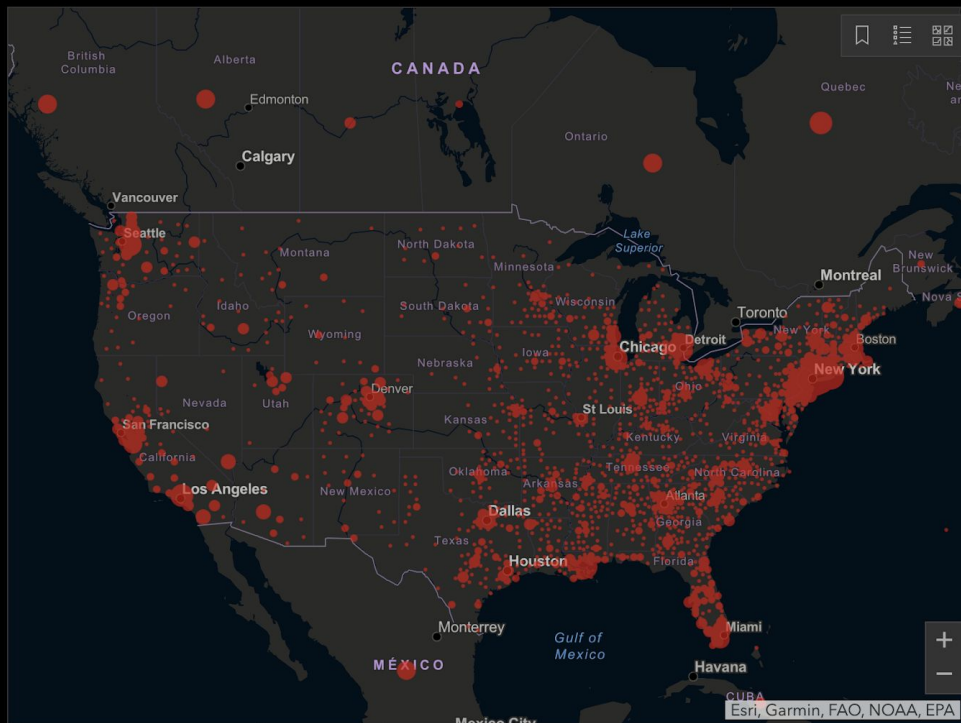 British
Columbia
Alberta
CANADA
Quebec
Ne
ar
Edmonton
Ontario
Calgary
Vancouver
Seattle
Lake
Superior
North Dakota
Montana
Minnesota
New
Brunswick
Montreal
Nova S
Oregon
Idaho
South Dakota
Wisconsin
Toronto
Wyoming
New York
Boston
Chicago
Detroit
Iowa
Nebraska
New York
Ohio
Denver
Nevada
Utah
St Louis
Kansas
San Francisco
Kentucky
Virginia
California
Oklahoma
Tennessee
North Carolina
Arkansas
Los Angeles
New Mexico
Atlanta
Dallas
Georgia
Texas
Houston
Florida
Monterrey
Miami
Gulf of
Mexico
MÉXICO
Havana
CUBA
Esri, Garmin, FAO, NOAA, EPA
Mexico City